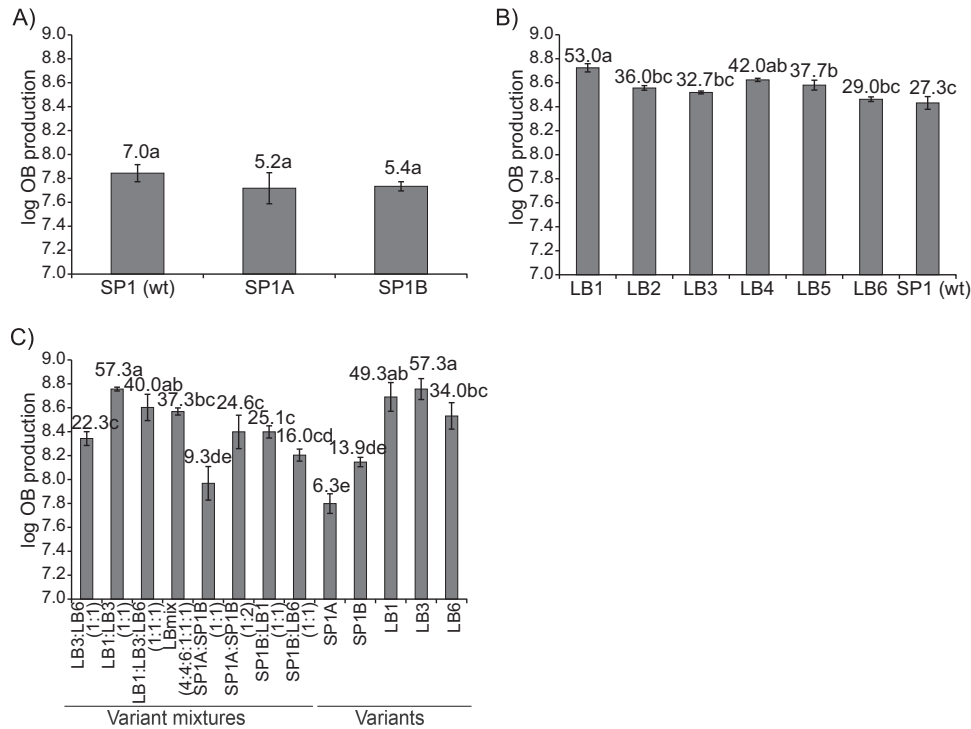 A)
log OB production
9.0
8.8
8.6
8.4
8.2
8.0
7.8
7.6
7.4
7.2
7.0
7.0a
5.2a
5.4a
SP1 (wt)
SP1A
SP1B
B)
log OB production
9.0
8.8
8.6
8.4
8.2
8.0
7.8
7.6
7.4
7.2
7.0
53.0a
36.0bc
32.7bc
42.0ab
37.7b
29.0bc
27.3c
LB1
LB2
LB3
LB4
LB5
LB6
SP1 (wt)
C)
log OB production
9.0
8.8
8.6
8.4
8.2
8.0
7.8
7.6
7.4
7.2
7.0
22.3c
57.3a
40.0ab
37.3bc
9.3de
24.6c
25.1c
16.0cd
6.3e
13.9de
49.3ab
57.3a
34.0bc
LB3:LB6
(1:1)
LB1:LB3
(1:1)
LB1:LB3:LB6
(1:1:1)
LBmix
(4:4:6:1:1:1)
SP1A:SP1B
(1:1)
SP1A:SP1B
(1:2)
SP1B:LB1
(1:1)
SP1B:LB6
(1:1)
SP1A
SP1B
LB1
LB3
LB6
Variant mixtures
Variants